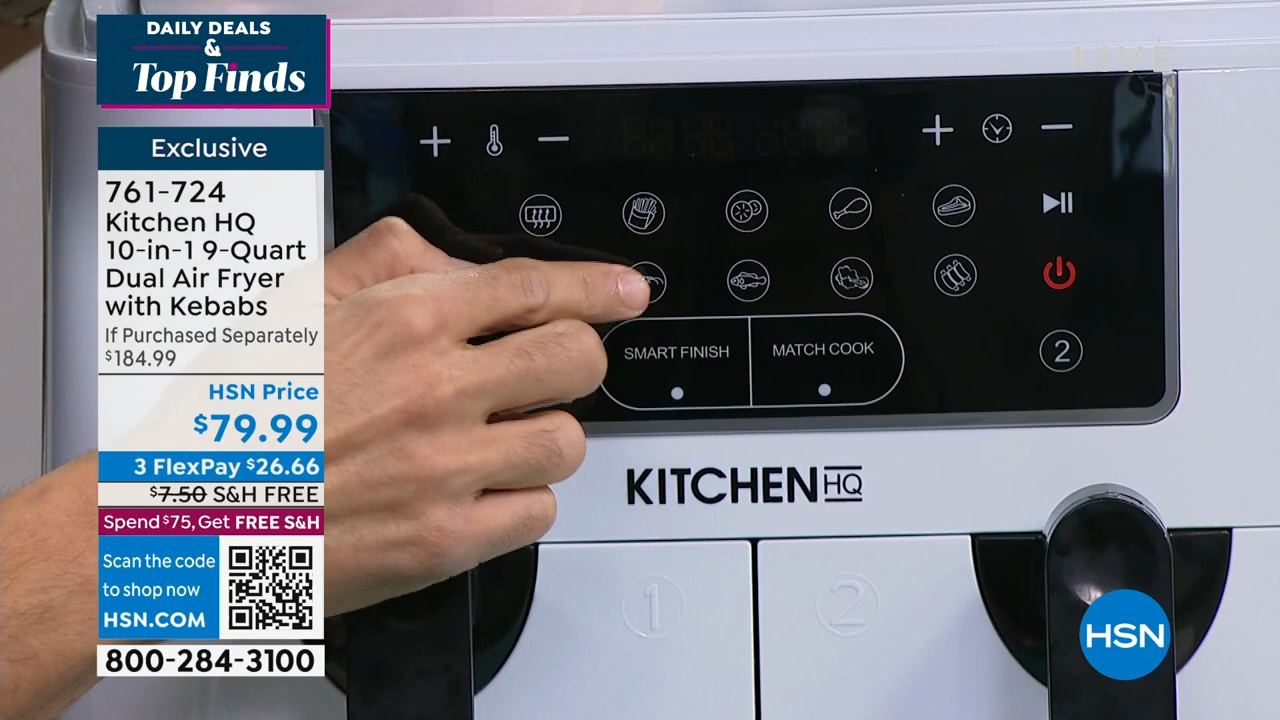 DAILY DEALS
&
Top Finds
Exclusive
761-724
Kitchen HQ
10-in-1 9-Quart
Dual Air Fryer
with Kebabs
If Purchased Separately
$184.99
HSN Price
$79.99
3 FlexPay $26.66
$7.50 S&H FREE
Spend $75, Get FREE S&H
Scan the code
to shop now
HSN.COM
800-284-3100
LIVE
SMART FINISH
MATCH COOK
2
KITCHEN HQ
1
2
HSN